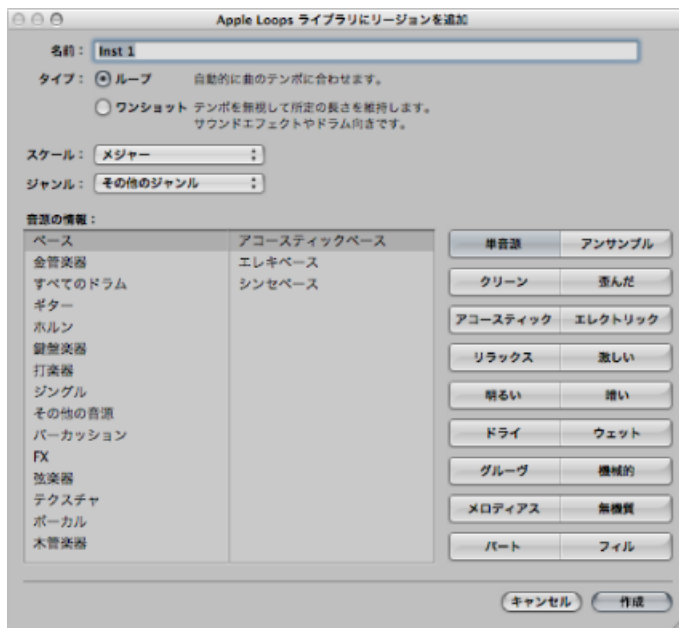 Apple Loops ライブラリにリージョンを追加
名前： Inst 1
タイプ： ループ 自動的に曲のテンポに合わせます。
ワンショット テンポを無視して所定の長さを維持します。
サウンドエフェクトやドラム向きです。
スケール： メジャー
ジャンル： その他のジャンル
音源の情報：
ベース アコースティックベース 単音源 アンサンブル
金管楽器 エレキベース
すべてのドラム シンセベース クリーン 歪んだ
ギター
ホルン アコースティック エレクトリック
鍵盤楽器
打楽器 リラックス 激しい
ジングル 明るい 暗い
その他の音源
パーカッション ドライ ウェット
FX
弦楽器 グルーヴ 機械的
テクスチャ メロディアス 無機質
ボーカル
木管楽器 パート フィル
キャンセル 作成